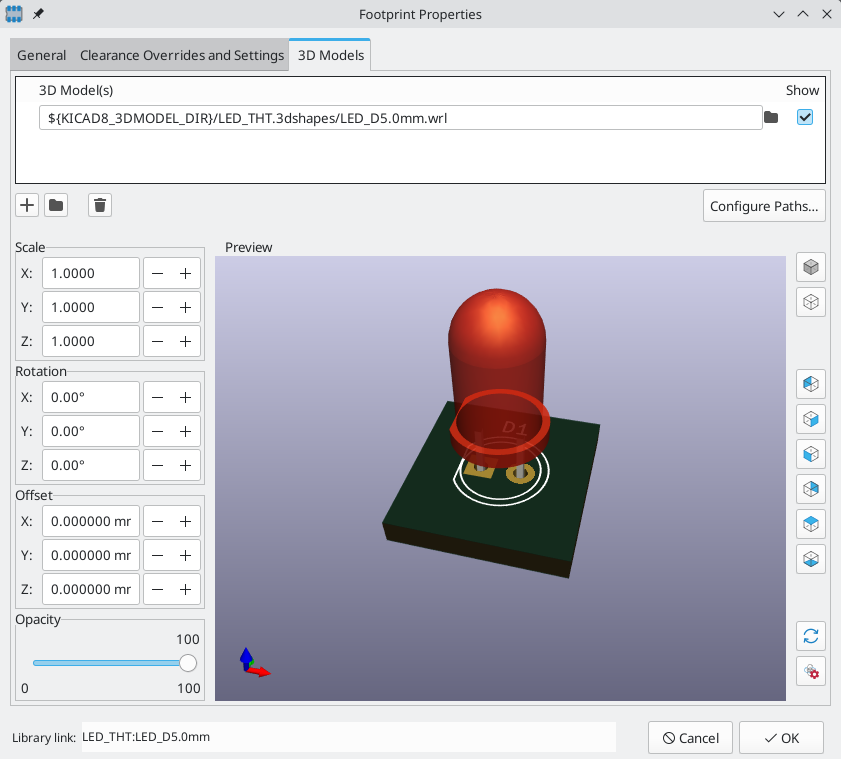 Footprint Properties
General Clearance Overrides and Settings 3D Models
3D Model(s) Show
${KICAD8_3DMODEL_DIR}/LED_THT.3dshapes/LED_D5.0mm.wrl
Configure Paths...
Scale
X: 1.0000
Y: 1.0000
Z: 1.0000
Rotation
X: 0.00°
Y: 0.00°
Z: 0.00°
Offset
X: 0.000000 mr
Y: 0.000000 mr
Z: 0.000000 mr
Opacity
100
0 100
Preview
D1
Library link: LED_THT:LED_D5.0mm
Cancel OK